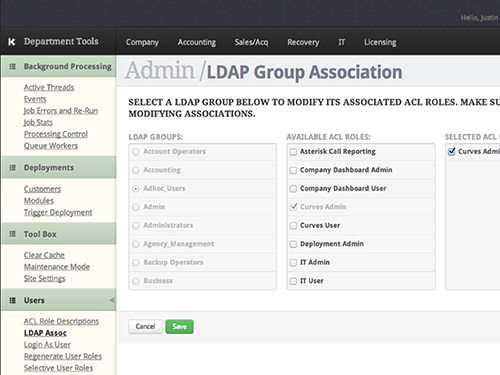 Hello, Justin
Department Tools
Company Accounting Sales/Acq Recovery IT Licensing
Background Processing
Active Threads
Events
Job Errors and Re-Run
Job Stats
Processing Control
Queue Workers
Deployments
Customers
Modules
Trigger Deployment
Tool Box
Clear Cache
Maintenance Mode
Site Settings
Users
ACL Role Descriptions
LDAP Assoc
Login As User
Regenerate User Roles
Selective User Roles
Admin / LDAP Group Association
SELECT A LDAP GROUP BELOW TO MODIFY ITS ASSOCIATED ACL ROLES. MAKE SU
MODIFYING ASSOCIATIONS.
LDAP GROUPS:
Account Operators
Accounting
Adhoc_Users
Admin
Administrators
Agency_Management
Backup Operators
Business
AVAILABLE ACL ROLES:
Asterisk Call Reporting
Company Dashboard Admin
Company Dashboard User
Curves Admin
Curves User
Deployment Admin
IT Admin
IT User
SELECTED ACL
Curves Admi
Cancel Save